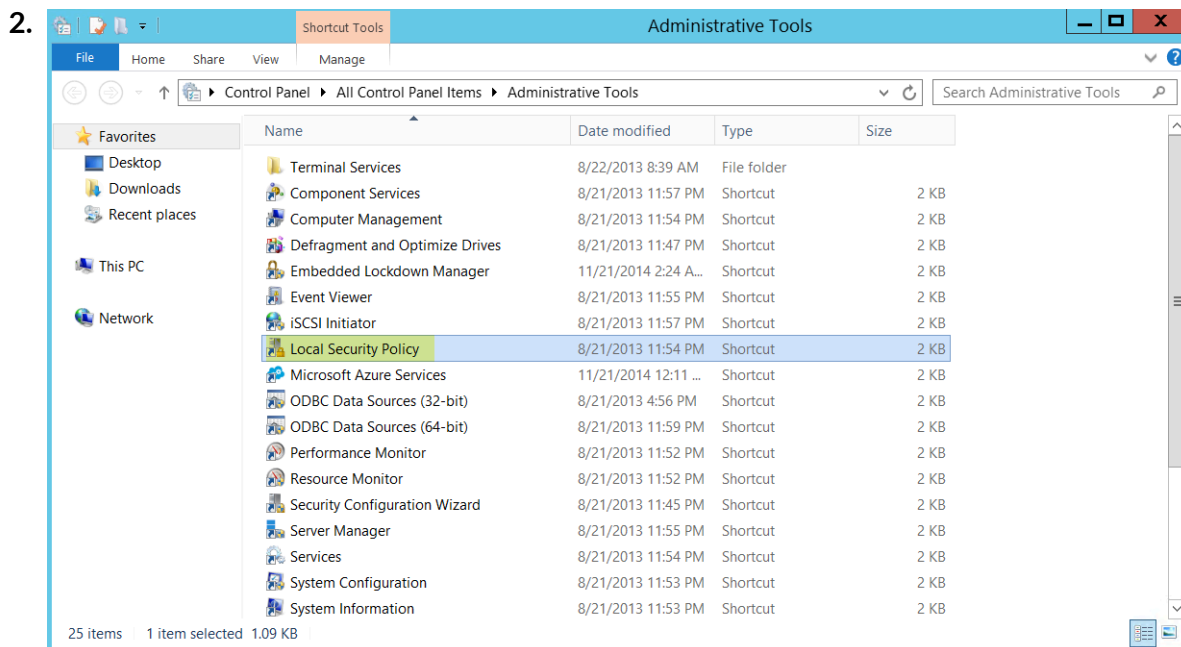 2.
Shortcut Tools Administrative Tools
File Home Share View Manage
Control Panel All Control Panel Items Administrative Tools Search Administrative Tools
Favorites
Desktop
Downloads
Recent places
This PC
Network
Name Date modified Type Size
Terminal Services 8/22/2013 8:39 AM File folder
Component Services 8/21/2013 11:57 PM Shortcut 2 KB
Computer Management 8/21/2013 11:54 PM Shortcut 2 KB
Defragment and Optimize Drives 8/21/2013 11:47 PM Shortcut 2 KB
Embedded Lockdown Manager 11/21/2014 2:24 A... Shortcut 2 KB
Event Viewer 8/21/2013 11:55 PM Shortcut 2 KB
iSCSI Initiator 8/21/2013 11:57 PM Shortcut 2 KB
Local Security Policy 8/21/2013 11:54 PM Shortcut 2 KB
Microsoft Azure Services 11/21/2014 12:11 ... Shortcut 2 KB
ODBC Data Sources (32-bit) 8/21/2013 4:56 PM Shortcut 2 KB
ODBC Data Sources (64-bit) 8/21/2013 11:59 PM Shortcut 2 KB
Performance Monitor 8/21/2013 11:52 PM Shortcut 2 KB
Resource Monitor 8/21/2013 11:52 PM Shortcut 2 KB
Security Configuration Wizard 8/21/2013 11:45 PM Shortcut 2 KB
Server Manager 8/21/2013 11:55 PM Shortcut 2 KB
Services 8/21/2013 11:54 PM Shortcut 2 KB
System Configuration 8/21/2013 11:53 PM Shortcut 2 KB
System Information 8/21/2013 11:53 PM Shortcut 2 KB
25 items 1 item selected 1.09 KB